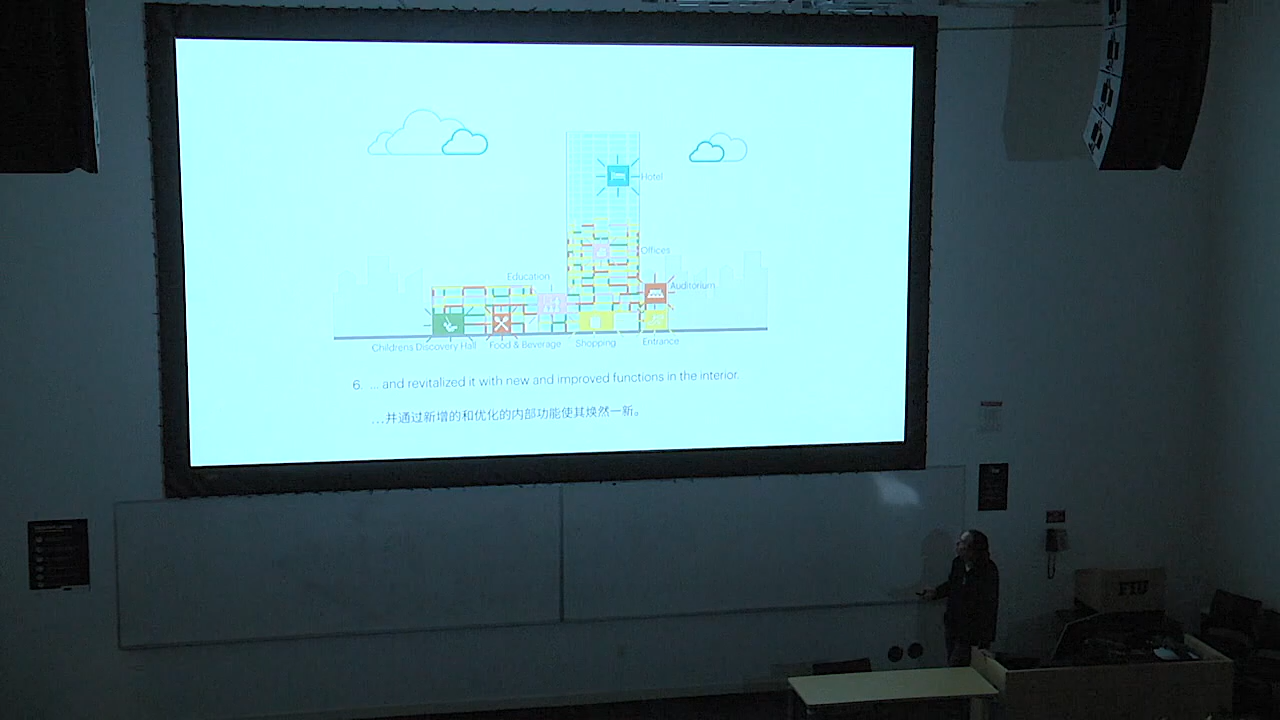 Hotel
Offices
Education
Auditorium
Childrens Discovery Hall
Food & Beverage
Shopping
Entrance
6 ... and revitalized it with new and improved functions in the interior.
...并通过新增的和优化的内部功能使其焕然一新。
FIU